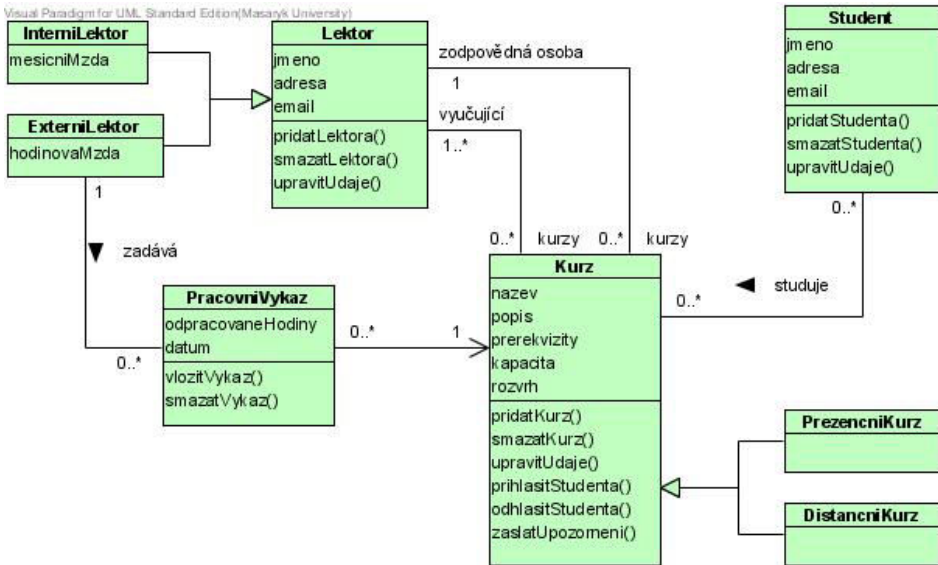 Visual Paradigm for UML Standard Edition(Masaryk University)
InterniLektor
mesicniMzda
ExterniLektor
hodinovaMzda
Lektor
jmeno
adresa
email
pridatLektora()
smazatLektora()
upravitUdaje()
zodpovědná osoba
1
vyučující
1..*
Student
jmeno
adresa
email
pridatStudenta()
smazatStudenta()
upravitUdaje()
0..*
1
zadává
0..*
0..* kurzy 0..* kurzy
PracovniVykaz
odpracovaneHodiny
datum
vlozitVykaz()
smazatVykaz()
0..*
1
Kurz
nazev
popis
prerekvizity
kapacita
rozvrh
pridatKurz()
smazatKurz()
upravitUdaje()
prihlasitStudenta()
odhlasitStudenta()
zaslatUpozorneni()
studuje
0..*
PrezencniKurz
DistancniKurz